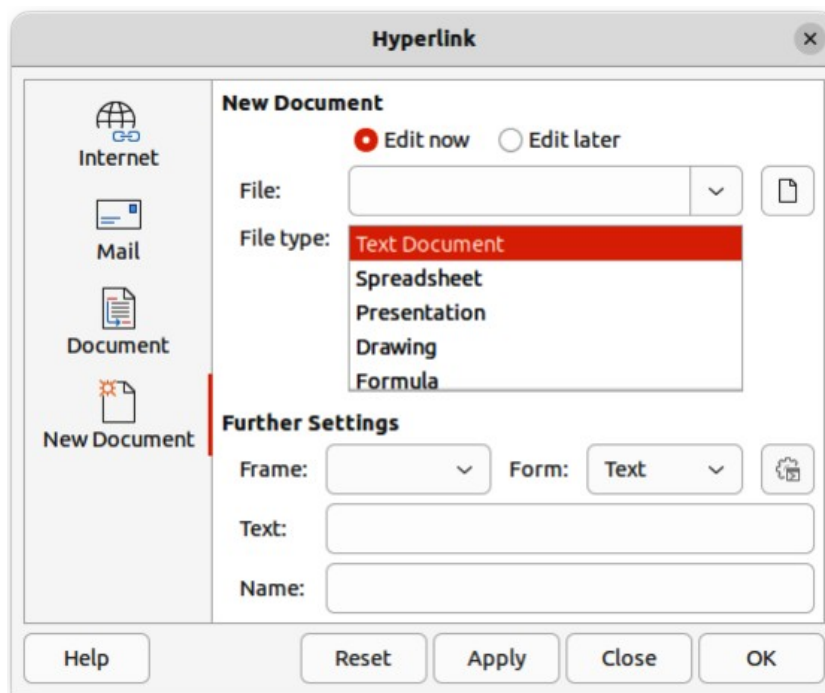 Hyperlink
Internet
Mail
Document
New Document
New Document
Edit now Edit later
File:
File type: Text Document
Spreadsheet
Presentation
Drawing
Formula
Further Settings
Frame: Form: Text
Text:
Name:
Help Reset Apply Close OK